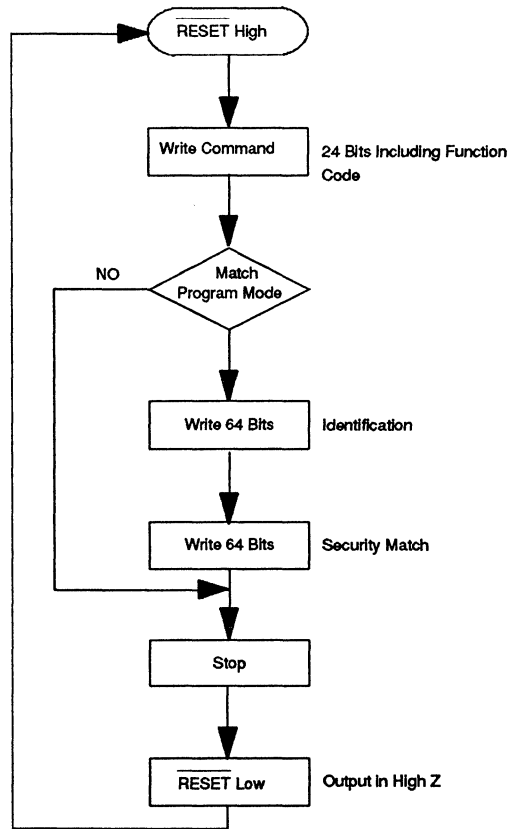 RESET High
Write Command
24 Bits Including Function
Code
NO
Match
Program Mode
Write 64 Bits
Identification
Write 64 Bits
Security Match
Stop
RESET Low
Output in High Z